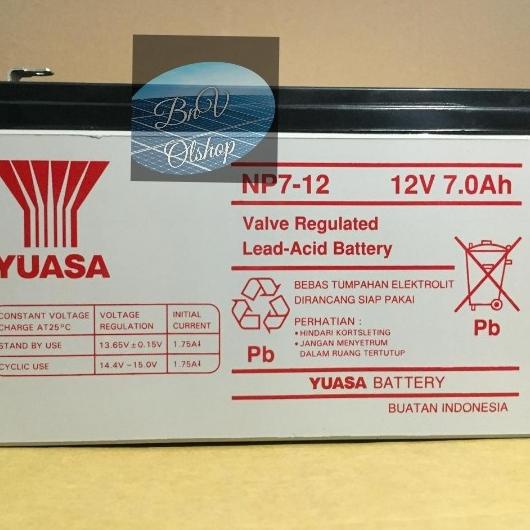 BnV
Olshop
NP7-12 12V 7.0Ah
YUASA
Valve Regulated
Lead-Acid Battery
BEBAS TUMPAHAN ELEKTROLIT
DIRANCANG SIAP PAKAI
PERHATIAN :
• HINDARI KORTSLETING
• JANGAN MENYETRUM
DALAM RUANG TERTUTUP
Pb
Pb
CONSTANT VOLTAGE CHARGE AT25°C VOLTAGE REGULATION INITIAL CURRENT
STAND BY USE 13.65V±0.15V 1.75A
CYCLIC USE 14.4V-15.0V 1.75A
YUASA BATTERY
BUATAN INDONESIA